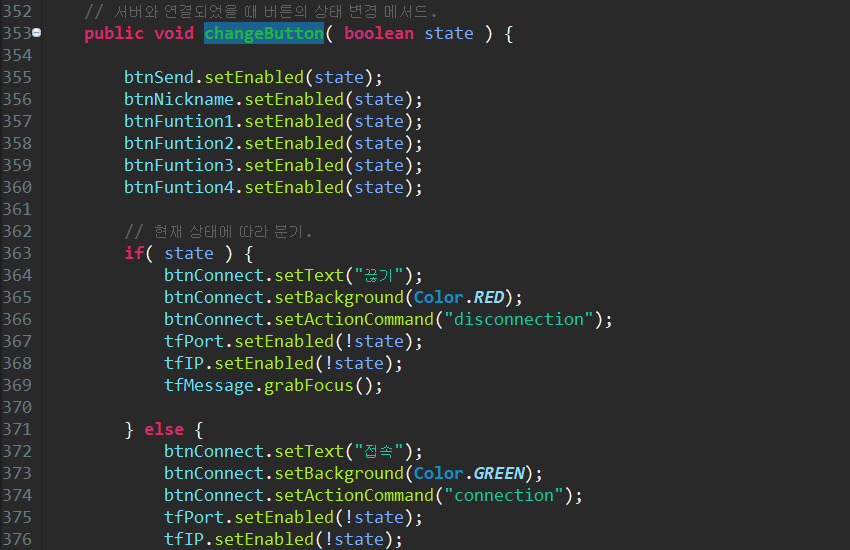 352 // 서버와 연결되었을 때 버튼의 상태 변경 메서드.
353 public void changeButton( boolean state ) {
354
355 btnSend.setEnabled(state);
356 btnNickname.setEnabled(state);
357 btnFuntion1.setEnabled(state);
358 btnFuntion2.setEnabled(state);
359 btnFuntion3.setEnabled(state);
360 btnFuntion4.setEnabled(state);
361
362 // 현재 상태에 따라 분기.
363 if( state ) {
364 btnConnect.setText("끊기");
365 btnConnect.setBackground(Color.RED);
366 btnConnect.setActionCommand("disconnection");
367 tfPort.setEnabled(!state);
368 tfIP.setEnabled(!state);
369 tfMessage.grabFocus();
370
371 } else {
372 btnConnect.setText("접속");
373 btnConnect.setBackground(Color.GREEN);
374 btnConnect.setActionCommand("connection");
375 tfPort.setEnabled(!state);
376 tfIP.setEnabled(!state);